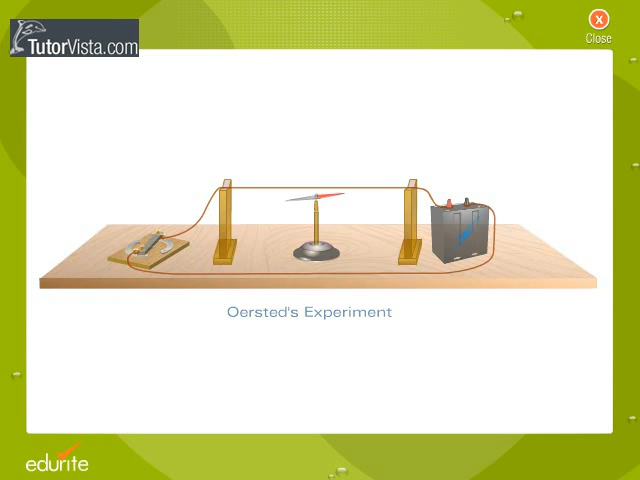 TutorVista.com
X
Close
Oersted's Experiment
edurite